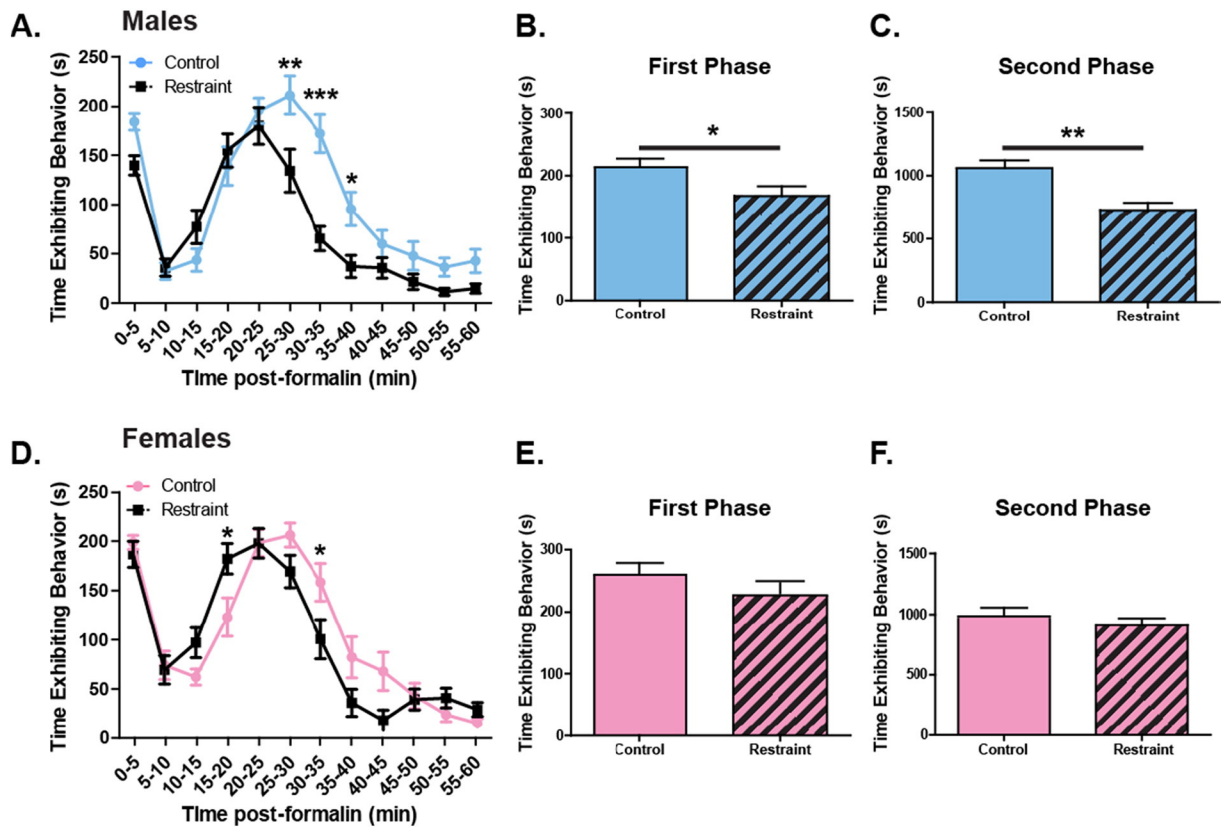 A.
Males
Time Exhibiting Behavior (s)
250
200
150
100
50
0
Control
Restraint
**
***
*
0-5
5-10
10-15
15-20
20-25
25-30
30-35
35-40
40-45
45-50
50-55
55-60
TIme post-formalin (min)
B.
First Phase
Time Exhibiting Behavior (s)
300
200
100
0
*
Control
Restraint
C.
Second Phase
Time Exhibiting Behavior (s)
1500
1000
500
0
**
Control
Restraint
D.
Females
Time Exhibiting Behavior (s)
250
200
150
100
50
0
Control
Restraint
*
*
0-5
5-10
10-15
15-20
20-25
25-30
30-35
35-40
40-45
45-50
50-55
55-60
TIme post-formalin (min)
E.
First Phase
Time Exhibiting Behavior (s)
300
200
100
0
Control
Restraint
F.
Second Phase
Time Exhibiting Behavior (s)
1500
1000
500
0
Control
Restraint